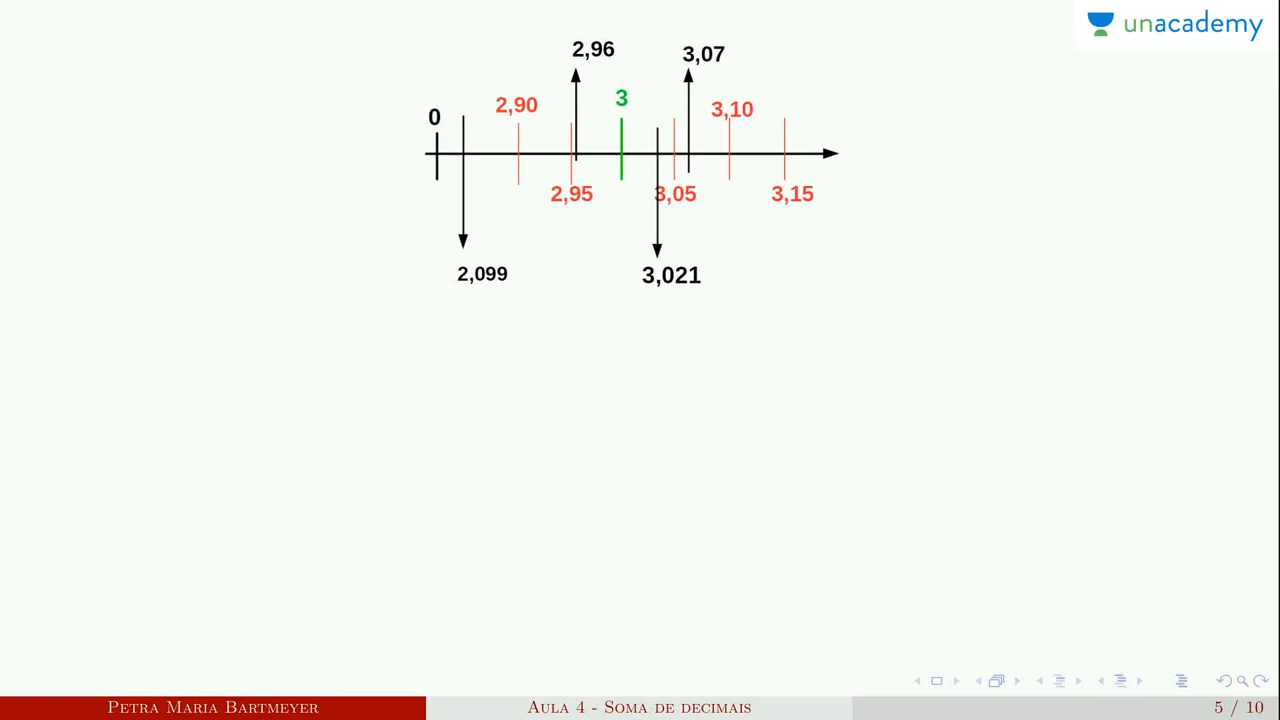 unacademy
2,96
3,07
0
2,90
3
3,10
2,95
3,05
3,15
2,099
3,021
Petra Maria Bartmeyer
Aula 4 - Soma de decimais
5 / 10